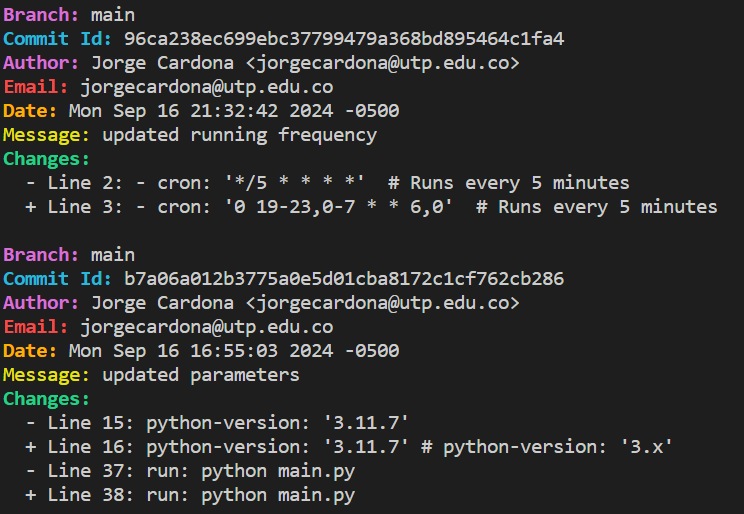 Branch: main
Commit Id: 96ca238ec699ebc37799479a368bd895464c1fa4
Author: Jorge Cardona <jorgecardona@utp.edu.co>
Email: jorgecardona@utp.edu.co
Date: Mon Sep 16 21:32:42 2024 -0500
Message: updated running frequency
Changes:
  - Line 2: - cron: '*/5 * * * *'  # Runs every 5 minutes
  + Line 3: - cron: '0 19-23,0-7 * * 6,0'  # Runs every 5 minutes

Branch: main
Commit Id: b7a06a012b3775a0e5d01cba8172c1cf762cb286
Author: Jorge Cardona <jorgecardona@utp.edu.co>
Email: jorgecardona@utp.edu.co
Date: Mon Sep 16 16:55:03 2024 -0500
Message: updated parameters
Changes:
  - Line 15: python-version: '3.11.7'
  + Line 16: python-version: '3.11.7' # python-version: '3.x'
  - Line 37: run: python main.py
  + Line 38: run: python main.py